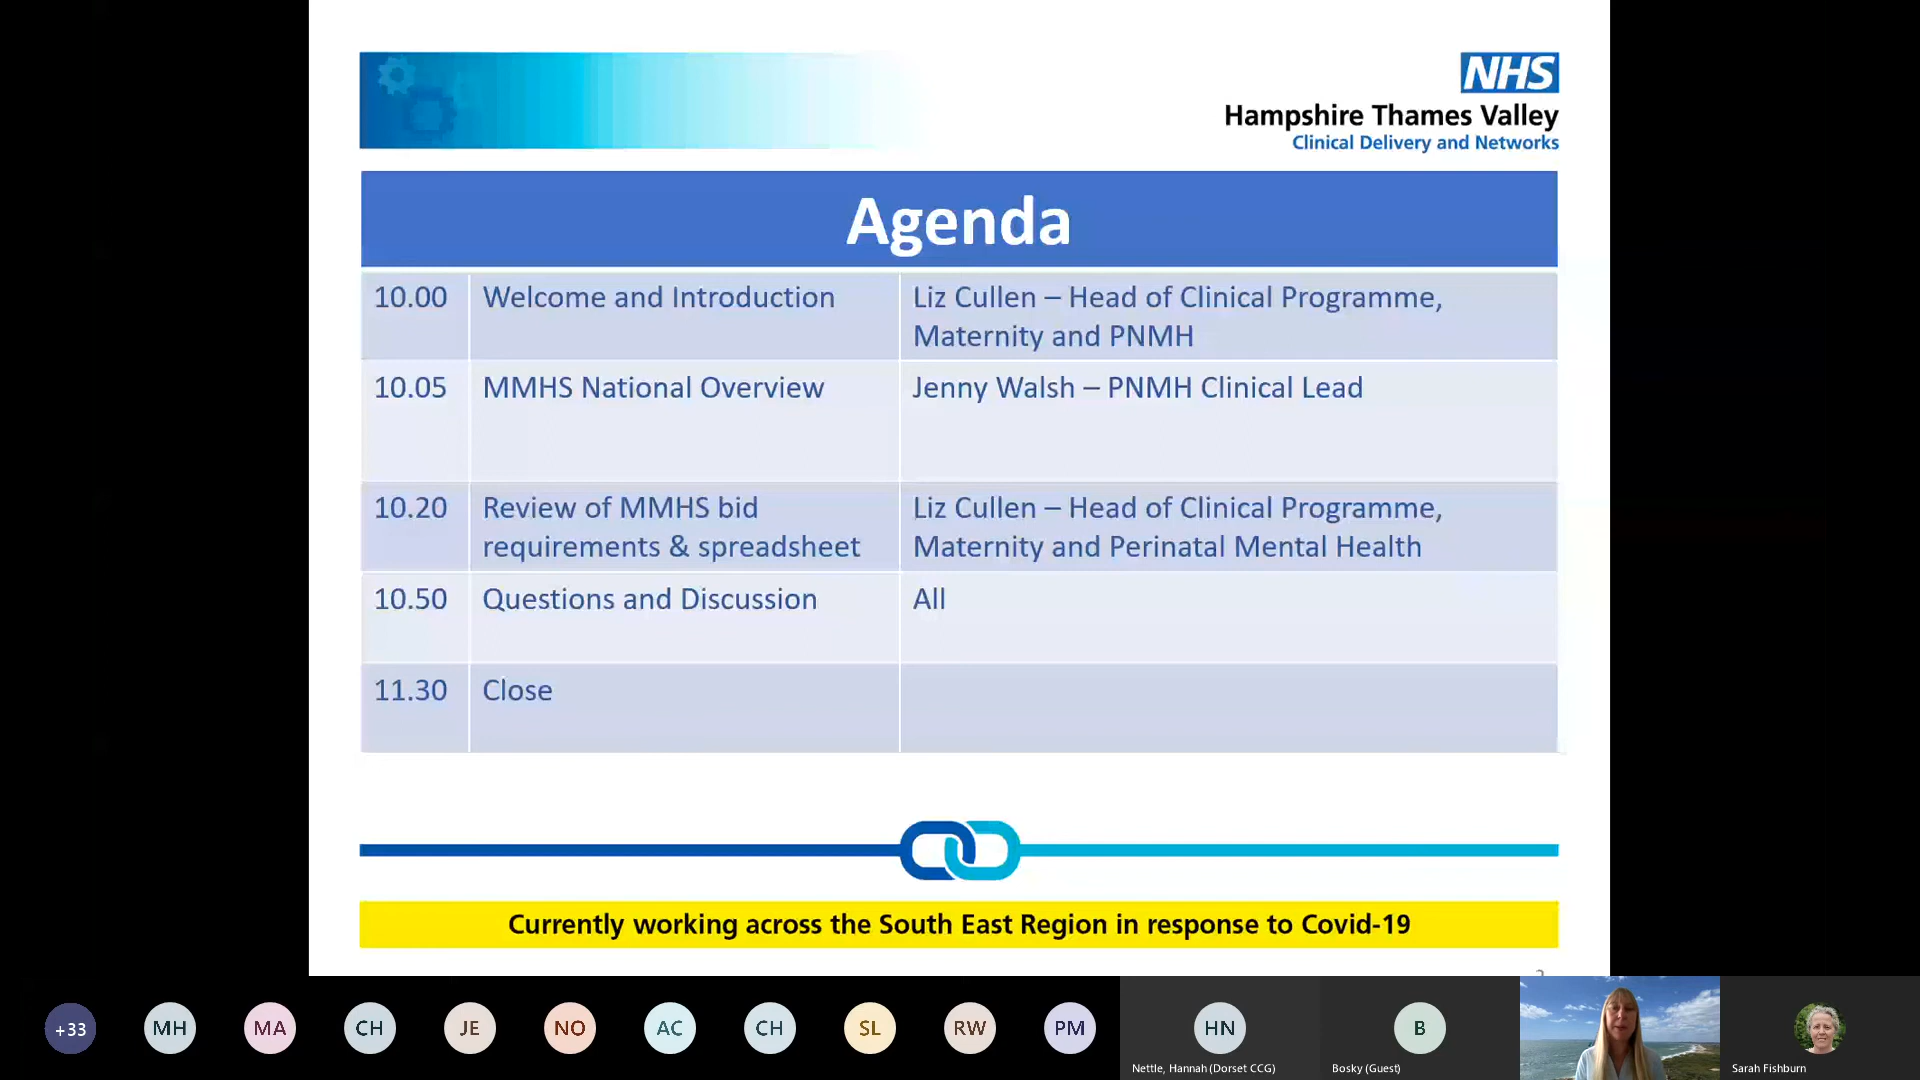 NHS
Hampshire Thames Valley
Clinical Delivery and Networks
Agenda
10.00 Welcome and Introduction Liz Cullen – Head of Clinical Programme,
Maternity and PNMH
10.05 MMHS National Overview Jenny Walsh – PNMH Clinical Lead
10.20 Review of MMHS bid Liz Cullen – Head of Clinical Programme,
requirements & spreadsheet Maternity and Perinatal Mental Health
10.50 Questions and Discussion All
11.30 Close
Currently working across the South East Region in response to Covid-19
+33 MH MA CH JE NO AC CH SL RW PM HN B
Nettle, Hannah (Dorset CCG) Bosky (Guest) Sarah Fishburn